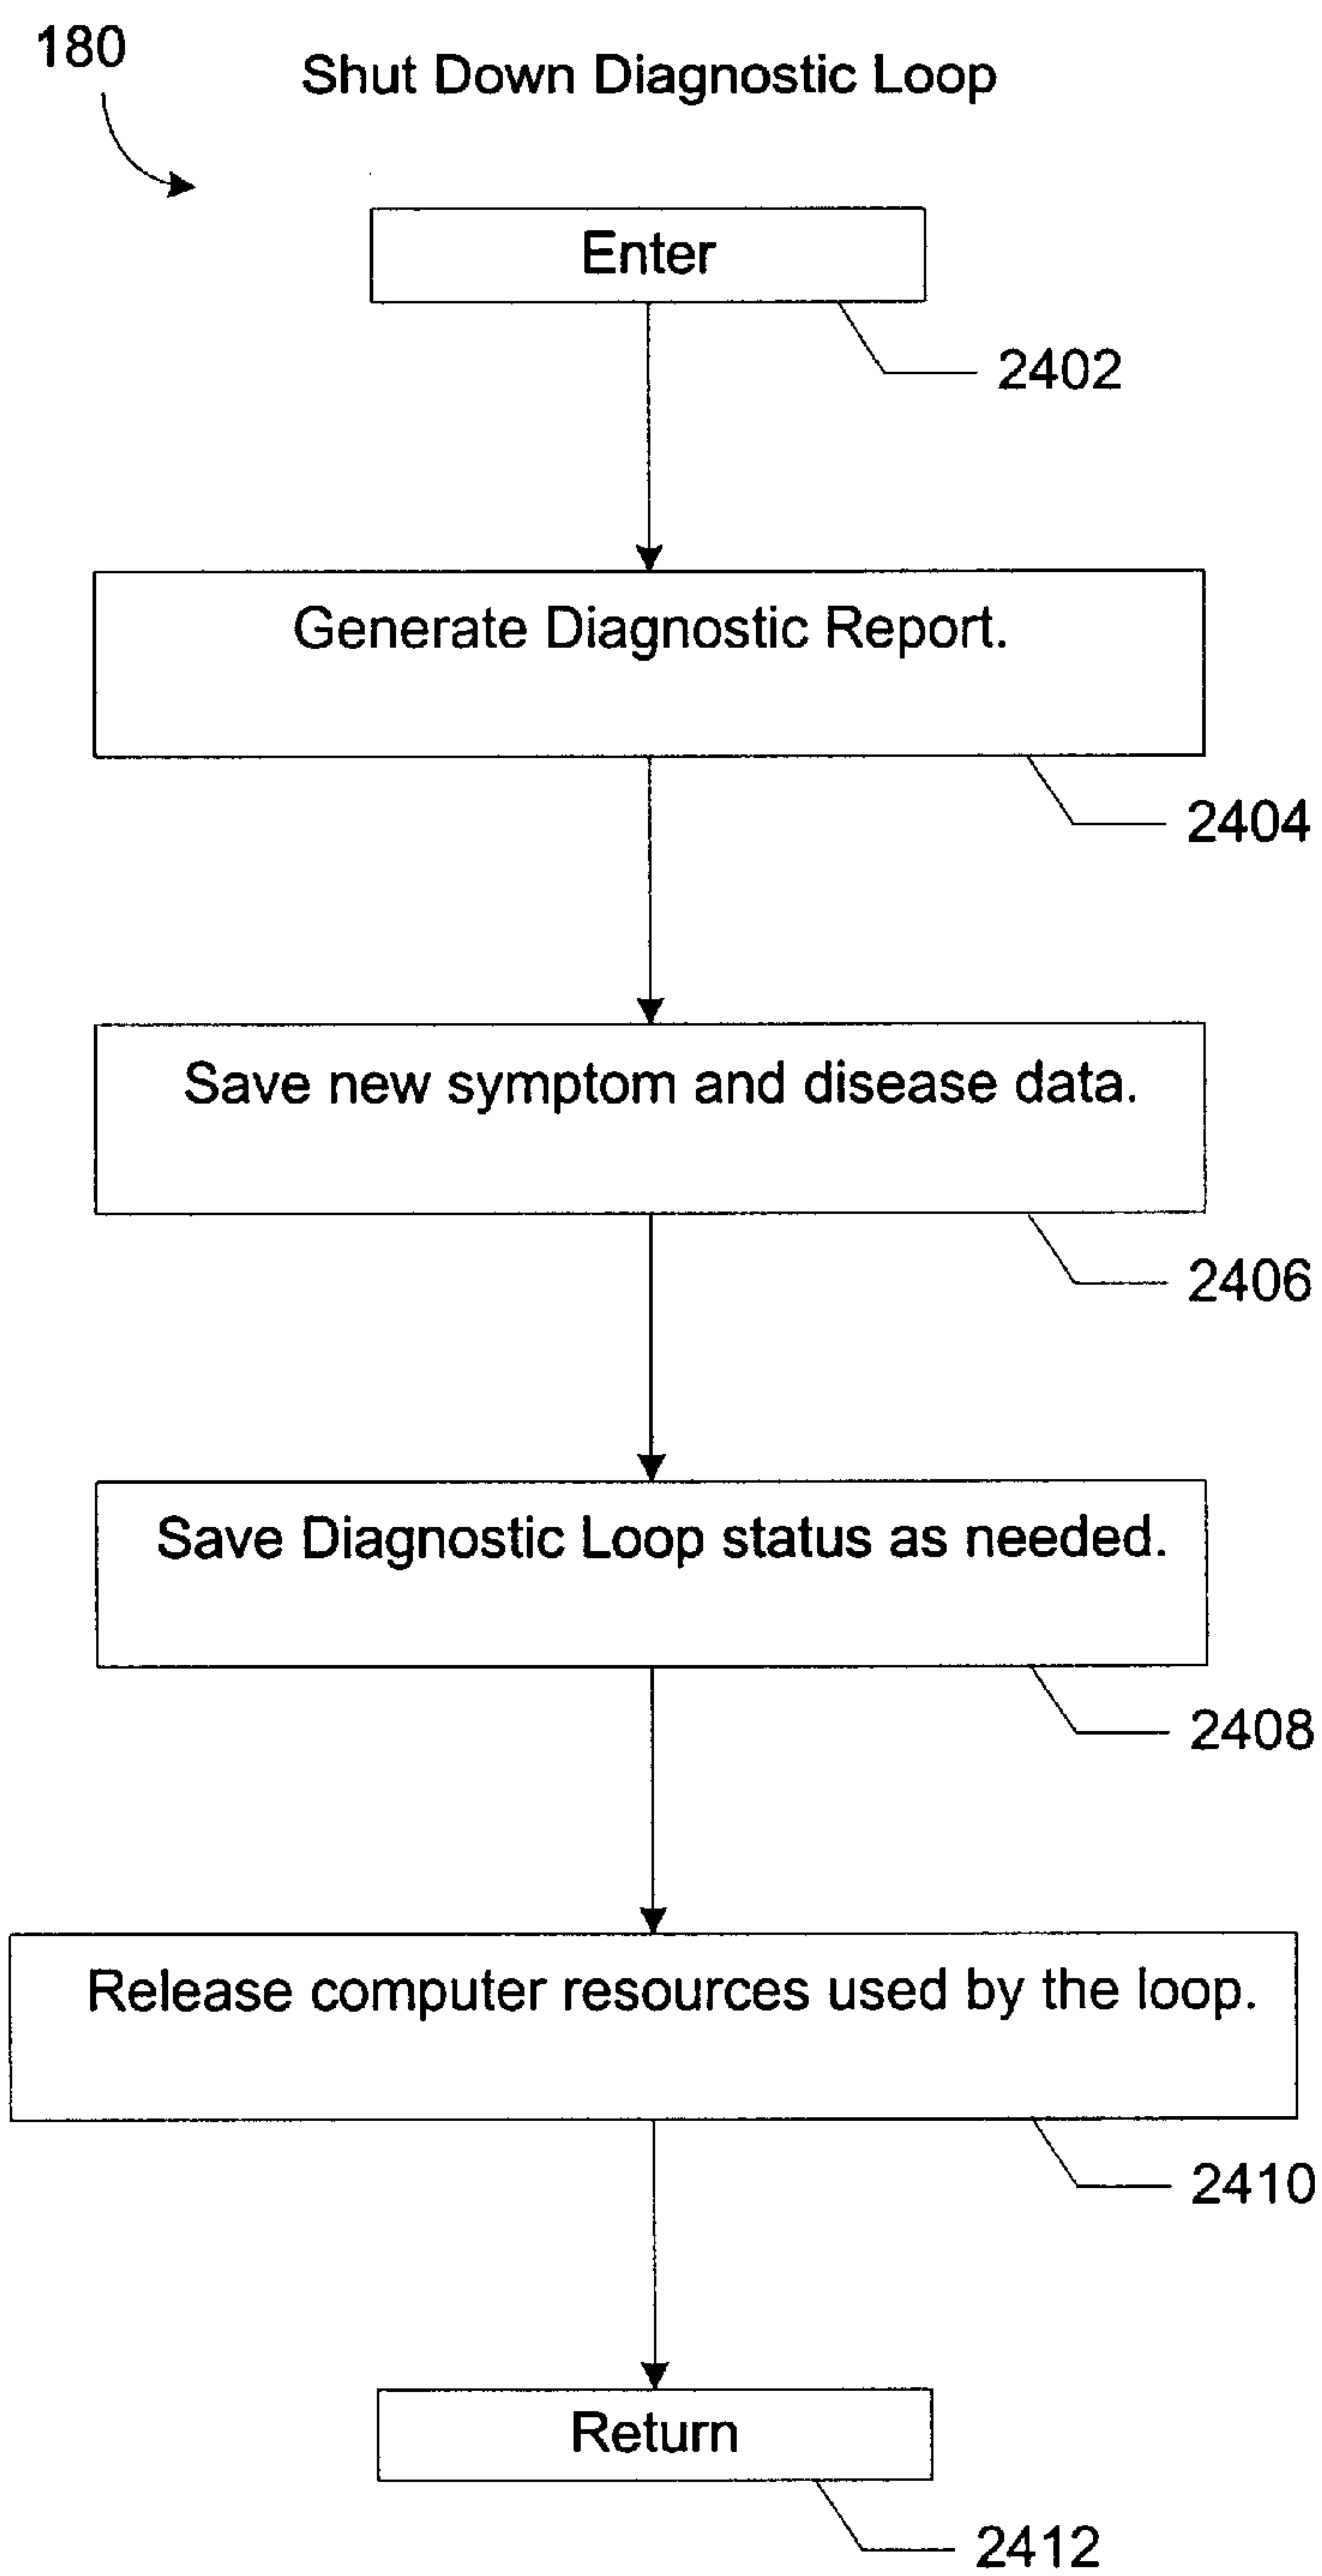 180
Shut Down Diagnostic Loop
Enter
2402
Generate Diagnostic Report.
2404
Save new symptom and disease data.
2406
Save Diagnostic Loop status as needed.
2408
Release computer resources used by the loop.
2410
Return
2412